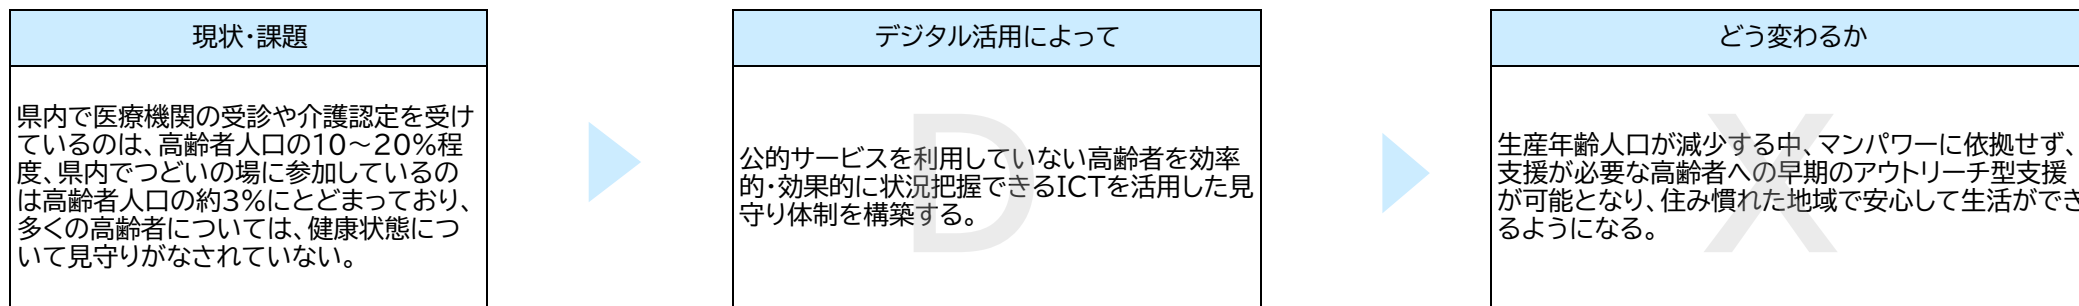 現状・課題
県内で医療機関の受診や介護認定を受け
ているのは、高齢者人口の10～20％程
度、県内でつどいの場に参加しているの
は高齢者人口の約3％にとどまっており、
多くの高齢者については、健康状態につ
いて見守りがなされていない。
デジタル活用によって
公的サービスを利用していない高齢者を効率
的・効果的に状況把握できるICTを活用した見
守り体制を構築する。
D
どう変わるか
生産年齢人口が減少する中、マンパワーに依拠せず、
支援が必要な高齢者への早期のアウトリーチ型支援
が可能となり、住み慣れた地域で安心して生活ができ
るようになる。
X